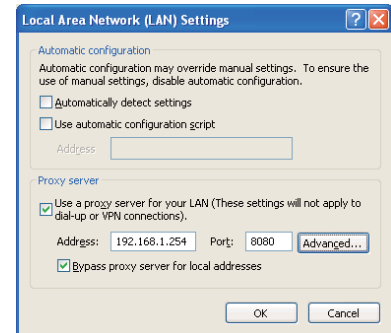 Local Area Network (LAN) Settings
Automatic configuration
Automatic configuration may override manual settings. To ensure the
use of manual settings, disable automatic configuration.
Automatically detect settings
Use automatic configuration script
Address
Proxy server
Use a proxy server for your LAN (These settings will not apply to
dial-up or VPN connections).
Address: 192.168.1.254 Port: 8080 Advanced...
Bypass proxy server for local addresses
OK Cancel